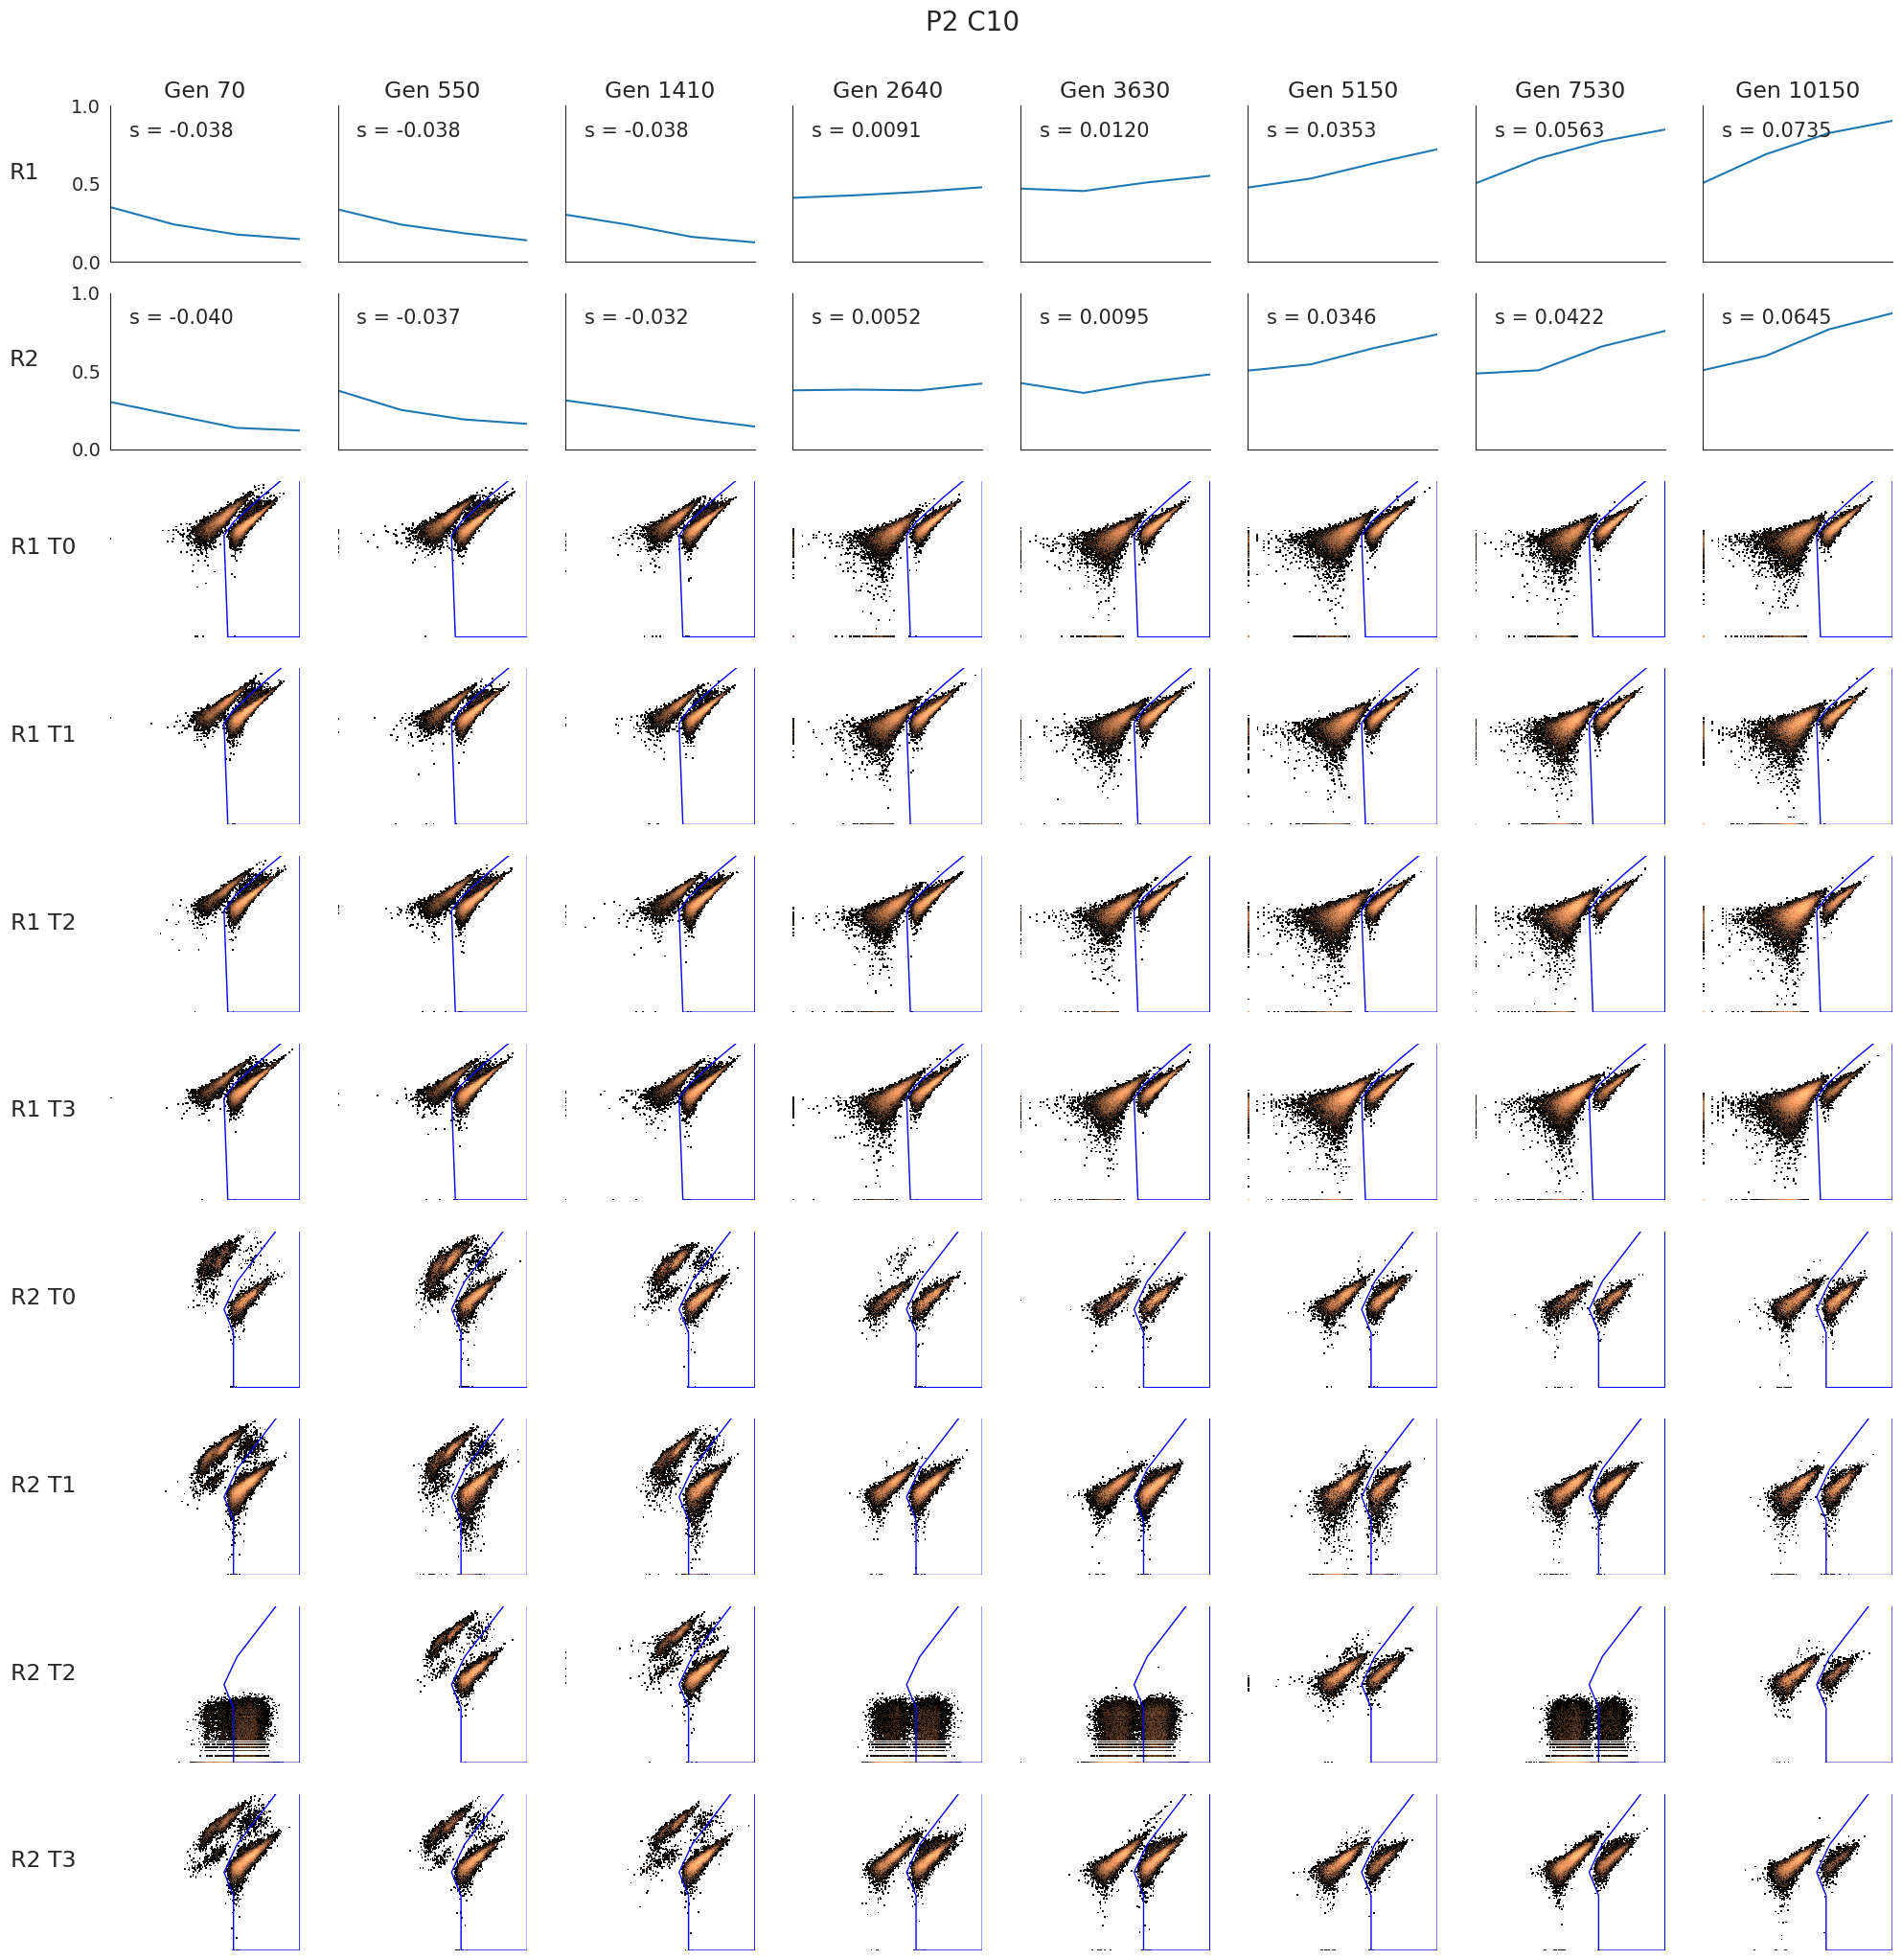 P2 C10
Gen 70 Gen 550 Gen 1410 Gen 2640 Gen 3630 Gen 5150 Gen 7530 Gen 10150
1.0
s = -0.038 s = -0.038 s = -0.038 s = 0.0091 s = 0.0120 s = 0.0353 s = 0.0563 s = 0.0735
R1
0.5
0.0
1.0
s = -0.040 s = -0.037 s = -0.032 s = 0.0052 s = 0.0095 s = 0.0346 s = 0.0422 s = 0.0645
R2
0.5
0.0
R1 T0
R1 T1
R1 T2
R1 T3
R2 T0
R2 T1
R2 T2
R2 T3